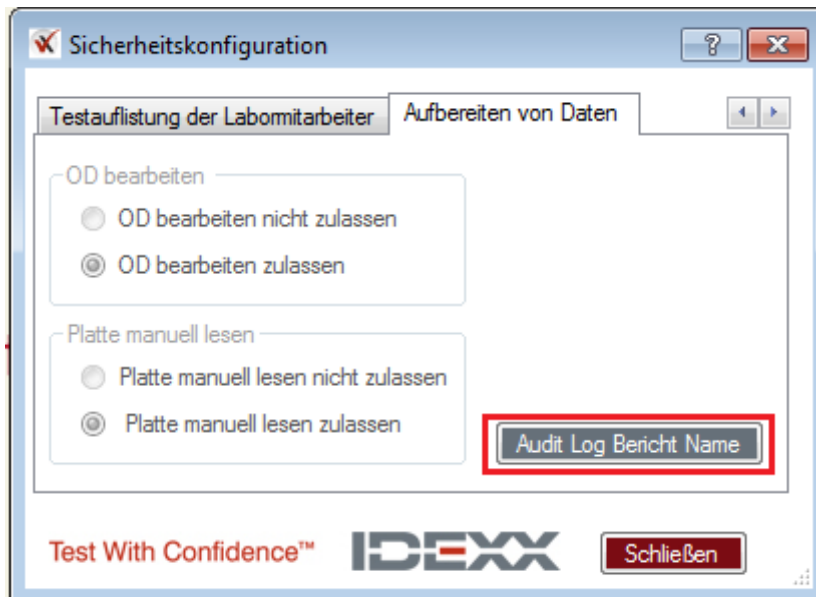 Sicherheitskonfiguration
Testauflistung der Labormitarbeiter
Aufbereiten von Daten
OD bearbeiten
OD bearbeiten nicht zulassen
OD bearbeiten zulassen
Platte manuell lesen
Platte manuell lesen nicht zulassen
Platte manuell lesen zulassen
Audit Log Bericht Name
Test With Confidence™
IDEXX
Schließen